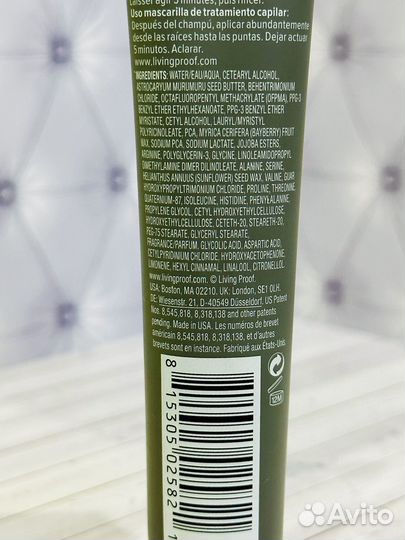 Laisser agir 5 minutes, puis rincer.
Uso mascarilla de tratamiento capilar:
Después del champú, aplicar abundantemente
desde las raíces hasta las puntas. Dejar actuar
5 minutos. Aclarar.
www.livingproof.com
INGREDIENTS: WATER/EAU/AQUA, CETEARYL ALCOHOL,
ASTROCARYUM MURUMURU SEED BUTTER, BEHENTRIMONIUM
CHLORIDE, OCTAFLUOROPENTYL METHACRYLATE (OFPMA), PPG-3
BENZYL ETHER ETHYLHEXANOATE, PPG-3 BENZYL ETHER
MYRISTATE, CETYL ALCOHOL, LAURYL/MYRISTYL
POLYRICINOLEATE, PCA, MYRICA CERIFERA (BAYBERRY) FRUIT
WAX, SODIUM PCA, SODIUM LACTATE, JOJOBA ESTERS,
ARGININE, POLYGLYCERIN-3, GLYCINE, LINOLEAMIDOPROPYL
DIMETHYLAMINE DIMER DILINOLEATE, ALANINE, SERINE,
HELIANTHUS ANNUUS (SUNFLOWER) SEED WAX, VALINE, GUAR
HYDROXYPROPYLTRIMONIUM CHLORIDE, PROLINE, THREONINE,
QUATERNIUM-87, ISOLEUCINE, HISTIDINE, PHENYLALANINE,
PROPYLENE GLYCOL, CETYL HYDROXYETHYLCELLULOSE,
HYDROXYETHYLCELLULOSE, CETETH-20, STEARETH-20,
PEG-75 STEARATE, GLYCERYL STEARATE,
FRAGRANCE/PARFUM, GLYCOLIC ACID, ASPARTIC ACID,
CETYLPYRIDINIUM CHLORIDE, HYDROXYACETOPHENONE,
LIMONENE, HEXYL CINNAMAL, LINALOOL, CITRONELLOL.
www.livingproof.com © Living Proof.
USA: Boston, MA 02210. UK: London, SE1 0LH.
DE: Wiesenstr. 21, D-40549 Düsseldorf. US Patent
Nos. 8,545,818, 8,318,138 and other patents
pending. Made in USA. Les numéros de brevet
américain 8,545,818, 8,318,138, et d'autres
brevets sont en instance. Fabriqué aux États-Unis.
12M
8 15305 02582 1
Avito